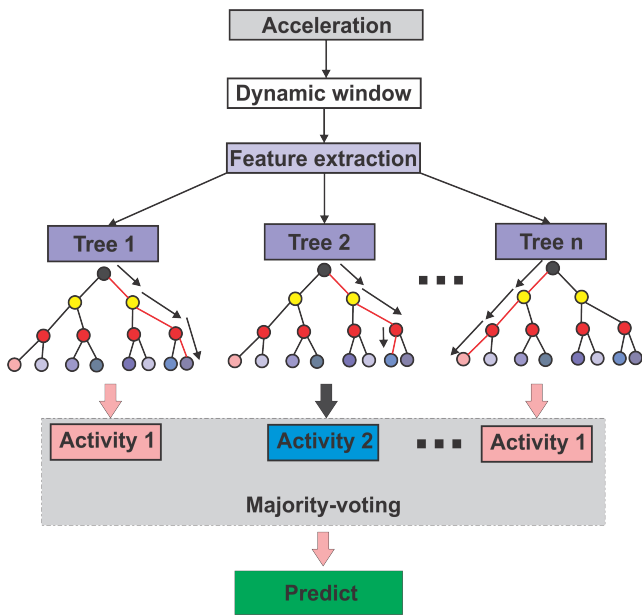 Acceleration
Dynamic window
Feature extraction
Tree 1
Tree 2
Tree n
Activity 1
Activity 2
Activity 1
Majority-voting
Predict